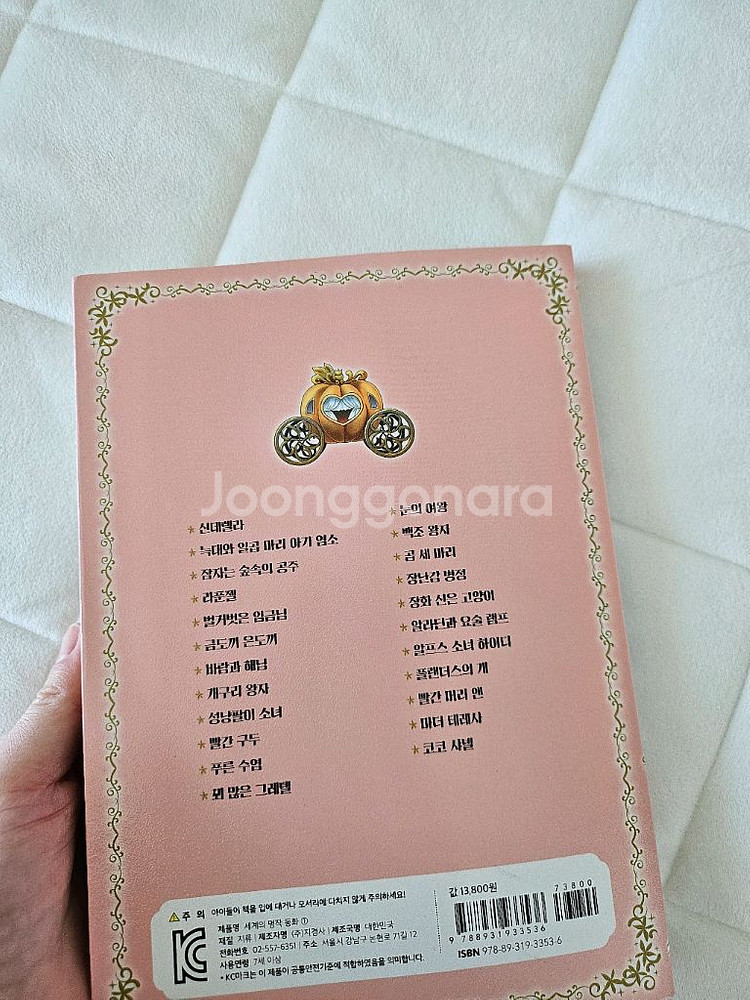 Joonggonara
신데렐라
늑대와 일곱 마리 아기 염소
잠자는 숲속의 공주
라푼젤
벌거벗은 임금님
금도끼 은도끼
바람과 해님
개구리 왕자
성냥팔이 소녀
빨간 구두
푸른 수염
꾀 많은 그레텔
눈의 여왕
백조 왕자
곰 세 마리
장난감 병정
장화 신은 고양이
알라딘과 요술 램프
알프스 소녀 하이디
플랜더스의 개
빨간 머리 앤
마더 테레사
코코 샤넬
주 의 아이들이 책을 입에 대거나 모서리에 다치지 않게 주의하세요!
제품명 세계의 명작 동화 ①
재질 지류 | 제조자명 (주)지경사 | 제조국명 대한민국
전화번호 02-557-6351 | 주소 서울시 강남구 논현로 71길 12
사용연령 7세 이상
• KC마크는 이 제품이 공통안전기준에 적합하였음을 의미합니다.
KC
값 13,800원
73800
9 788931 933536
ISBN 978-89-319-3353-6